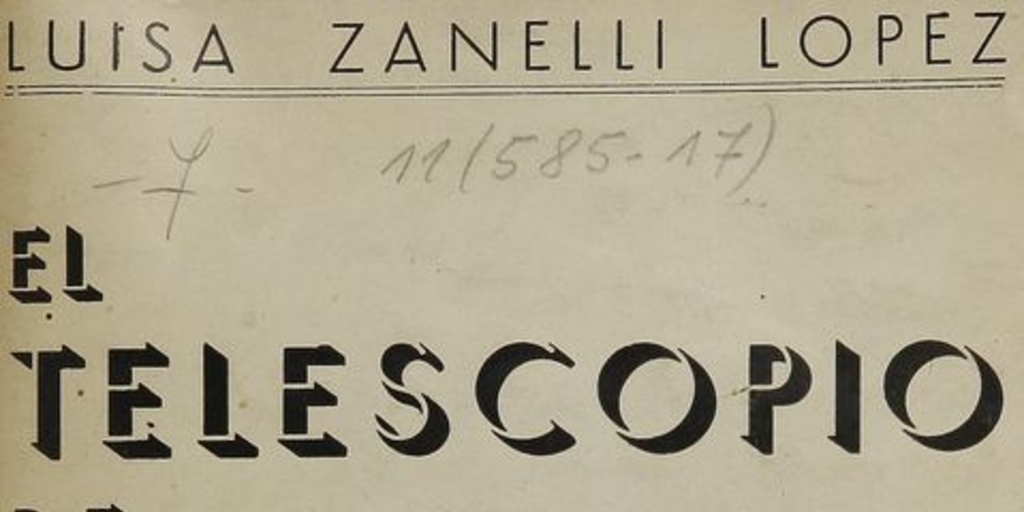 LUISA ZANELLI LOPEZ
-7- 11(585-17)
EL
TELESCOPIO